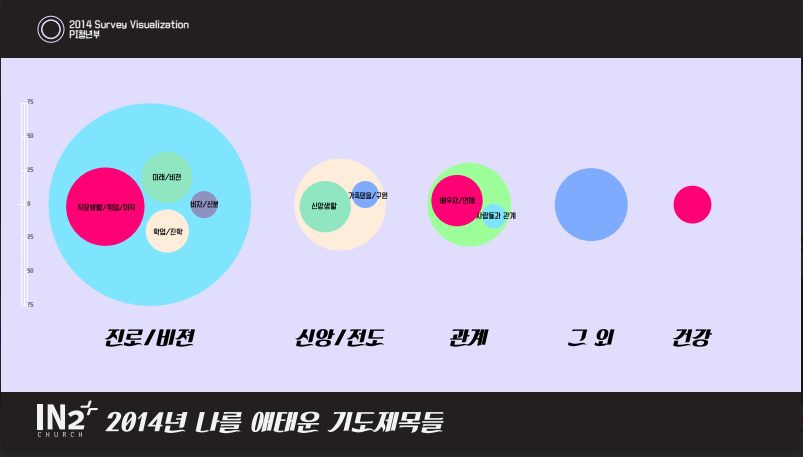 2014 Survey Visualization
PI청년부
75
50
25
0
25
50
75
직장생활/취업/이직
미래/비젼
비자/신분
학업/진학
신앙생활
가족믿음/구원
배우자/연애
사람들과 관계
진로/비젼
신앙/전도
관계
그 외
건강
IN2+
CHURCH
2014년 나를 애태운 기도제목들